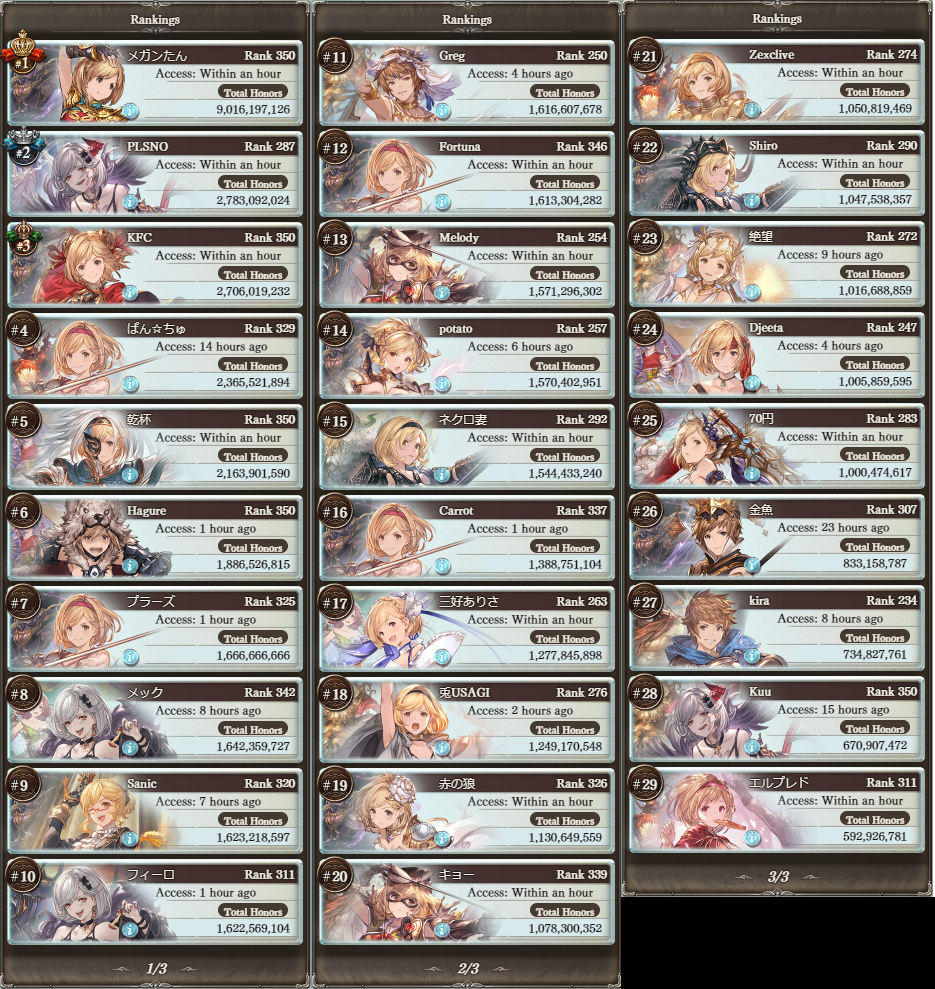 Rankings
#1
メガンたん Rank 350
Access: Within an hour
Total Honors
9,016,197,126
#2
PLSNO Rank 287
Access: Within an hour
Total Honors
2,783,092,024
#3
KFC Rank 350
Access: Within an hour
Total Honors
2,706,019,232
#4
ぱん☆ちゅ Rank 329
Access: 14 hours ago
Total Honors
2,365,521,894
#5
乾杯 Rank 350
Access: Within an hour
Total Honors
2,163,901,590
#6
Hagure Rank 350
Access: 1 hour ago
Total Honors
1,886,526,815
#7
プラーズ Rank 325
Access: 1 hour ago
Total Honors
1,666,666,666
#8
メック Rank 342
Access: 8 hours ago
Total Honors
1,642,359,727
#9
Sanic Rank 320
Access: 7 hours ago
Total Honors
1,623,218,597
#10
フィーロ Rank 311
Access: 1 hour ago
Total Honors
1,622,569,104
1/3
Rankings
#11
Greg Rank 250
Access: 4 hours ago
Total Honors
1,616,607,678
#12
Fortuna Rank 346
Access: Within an hour
Total Honors
1,613,304,282
#13
Melody Rank 254
Access: Within an hour
Total Honors
1,571,296,302
#14
potato Rank 257
Access: 6 hours ago
Total Honors
1,570,402,951
#15
ネクロ妻 Rank 292
Access: Within an hour
Total Honors
1,544,433,240
#16
Carrot Rank 337
Access: 1 hour ago
Total Honors
1,388,751,104
#17
三好ありさ Rank 263
Access: Within an hour
Total Honors
1,277,845,898
#18
兎USAGI Rank 276
Access: 2 hours ago
Total Honors
1,249,170,548
#19
赤の狼 Rank 326
Access: Within an hour
Total Honors
1,130,649,559
#20
キョー Rank 339
Access: Within an hour
Total Honors
1,078,300,352
2/3
Rankings
#21
Zexclive Rank 274
Access: Within an hour
Total Honors
1,050,819,469
#22
Shiro Rank 290
Access: Within an hour
Total Honors
1,047,538,357
#23
絶望 Rank 272
Access: 9 hours ago
Total Honors
1,016,688,859
#24
Djeeta Rank 247
Access: 4 hours ago
Total Honors
1,005,859,595
#25
70円 Rank 283
Access: Within an hour
Total Honors
1,000,474,617
#26
金魚 Rank 307
Access: 23 hours ago
Total Honors
833,158,787
#27
kira Rank 234
Access: 8 hours ago
Total Honors
734,827,761
#28
Kuu Rank 350
Access: 15 hours ago
Total Honors
670,907,472
#29
エルプレド Rank 311
Access: Within an hour
Total Honors
592,926,781
3/3